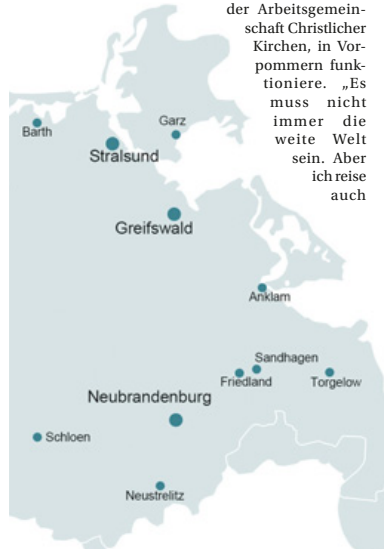 der Arbeitsgemein-
schaft Christlicher
Kirchen, in Vor-
pommern funk-
tioniere. „Es
muss nicht
immer die
weite Welt
sein. Aber
ich reise
auch
Barth
Garz
Stralsund
Greifswald
Anklam
Sandhagen
Friedland
Torgelow
Neubrandenburg
Schloen
Neustrelitz